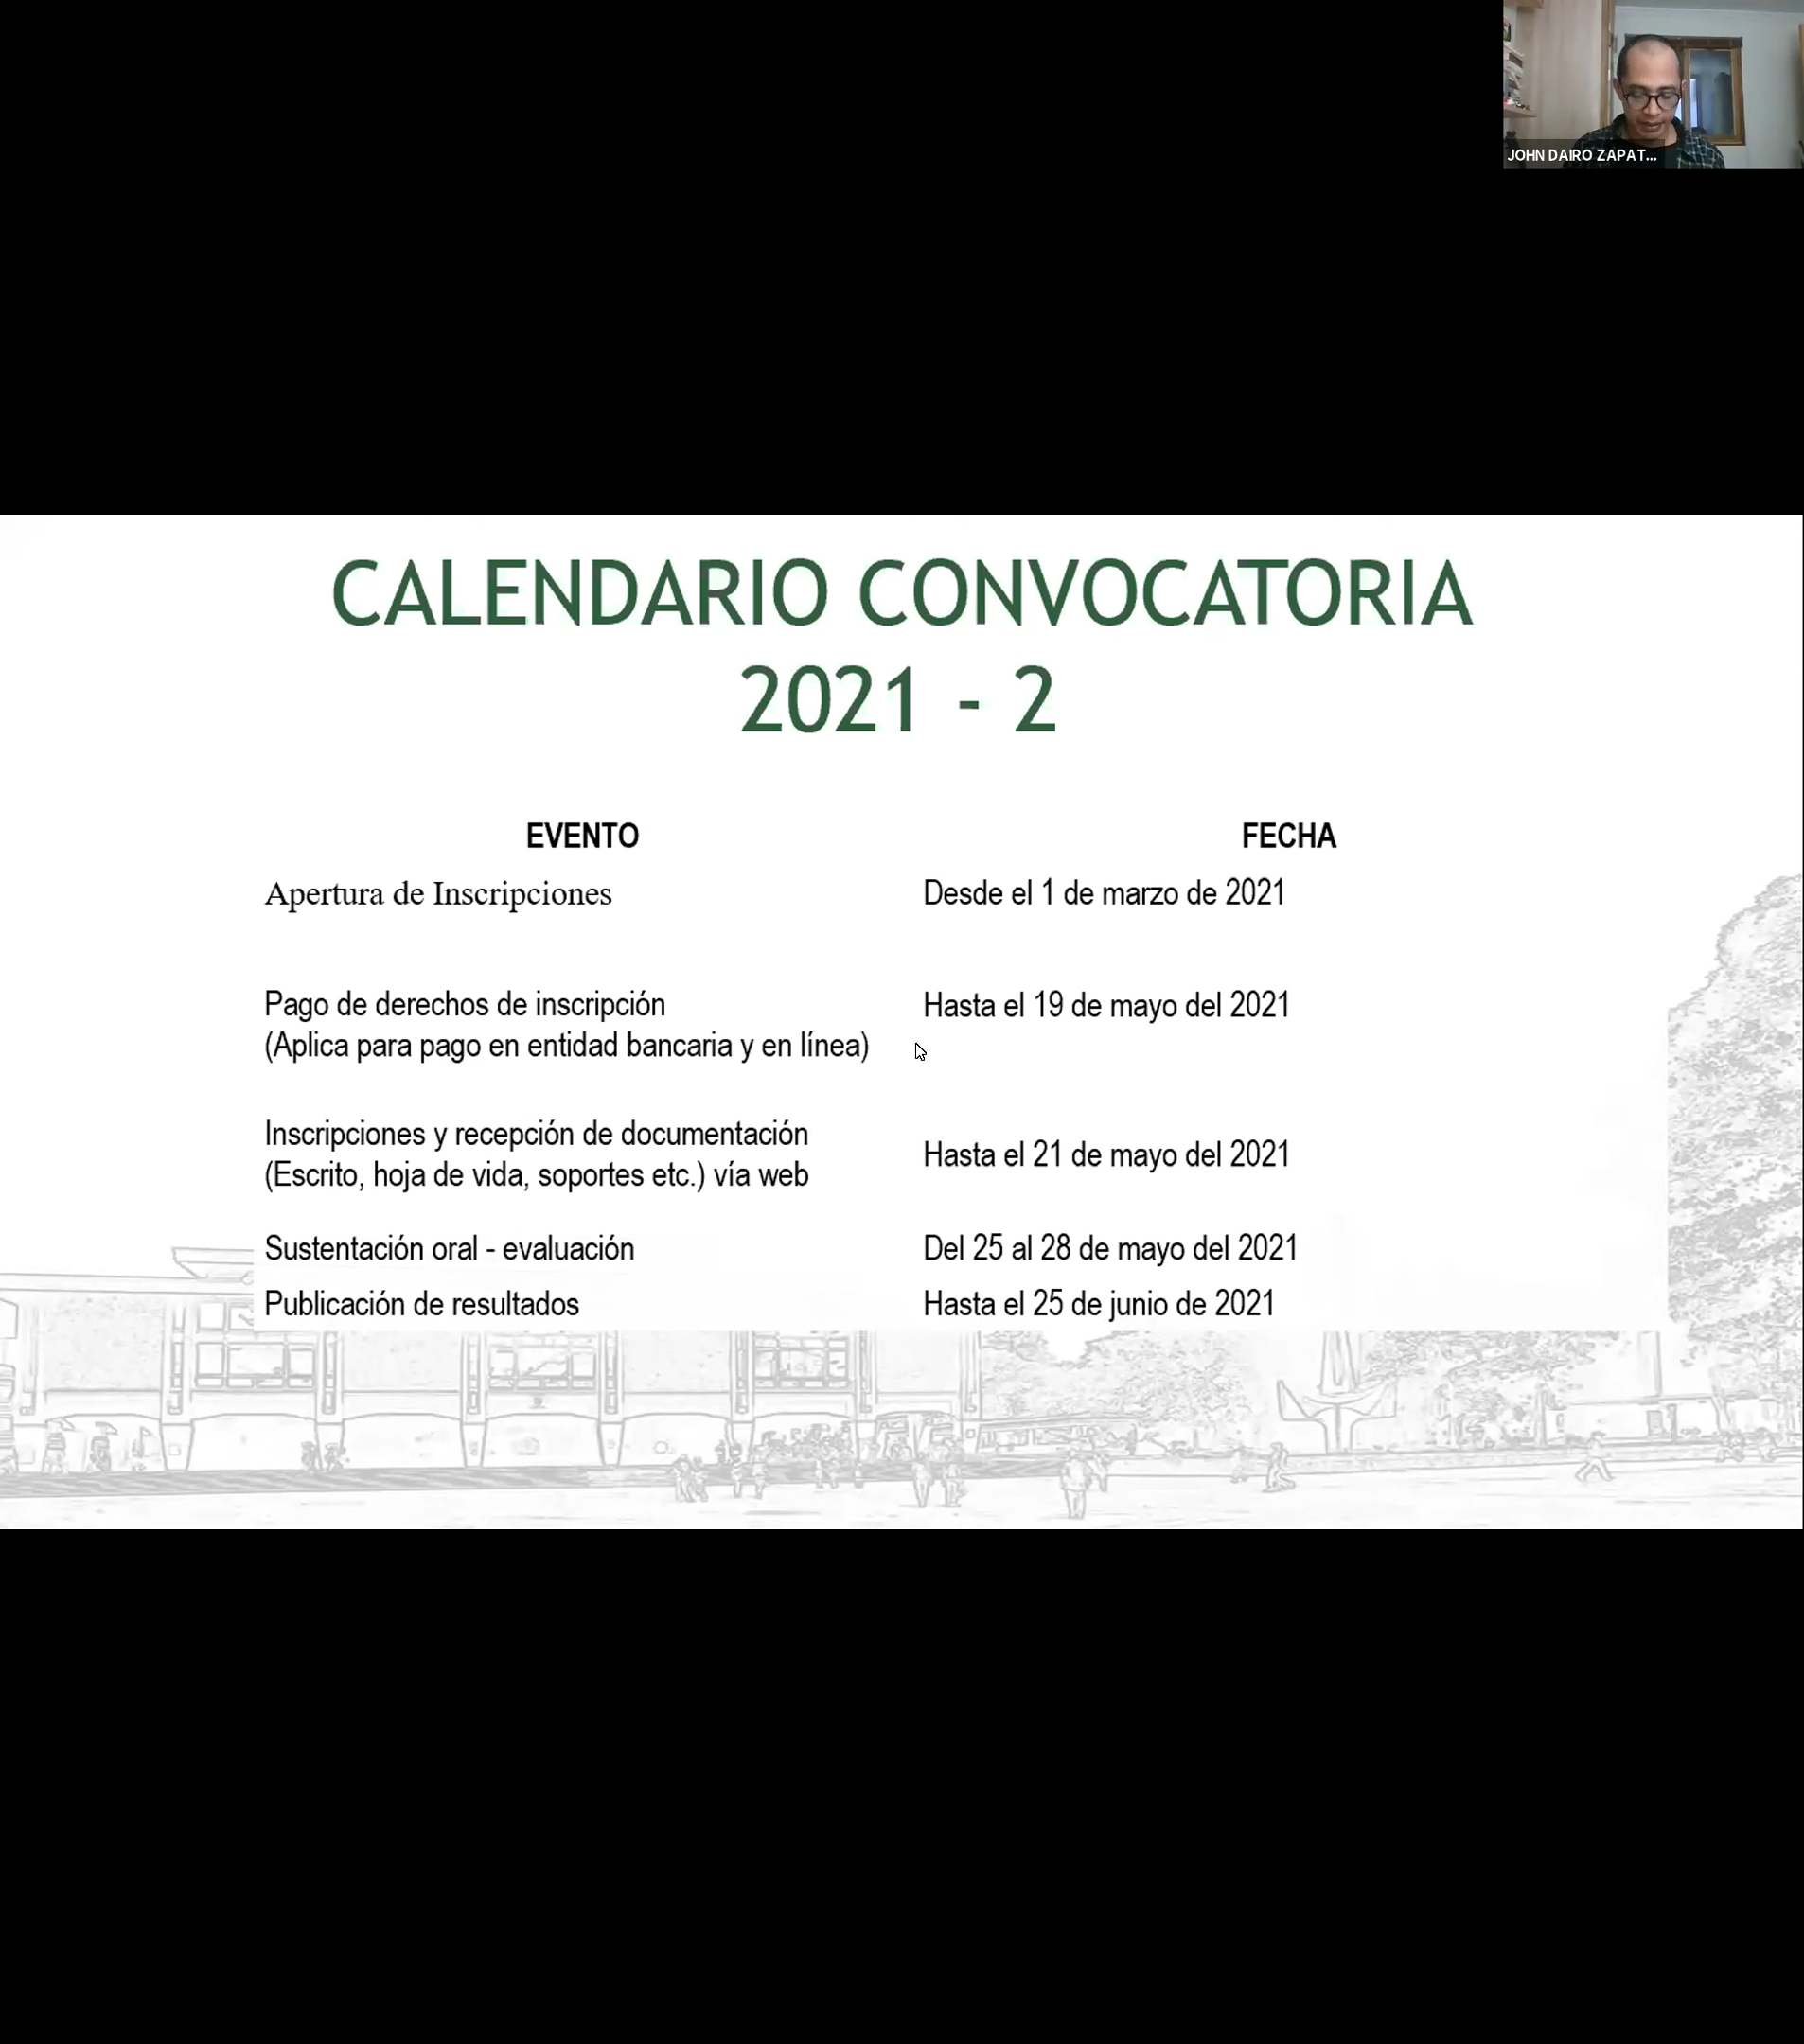 JOHN DAIRO ZAPAT...
CALENDARIO CONVOCATORIA
2021 - 2
EVENTO FECHA
Apertura de Inscripciones Desde el 1 de marzo de 2021
Pago de derechos de inscripción Hasta el 19 de mayo del 2021
(Aplica para pago en entidad bancaria y en línea)
Inscripciones y recepción de documentación
(Escrito, hoja de vida, soportes etc.) vía web
Hasta el 21 de mayo del 2021
Sustentación oral - evaluación Del 25 al 28 de mayo del 2021
Publicación de resultados Hasta el 25 de junio de 2021